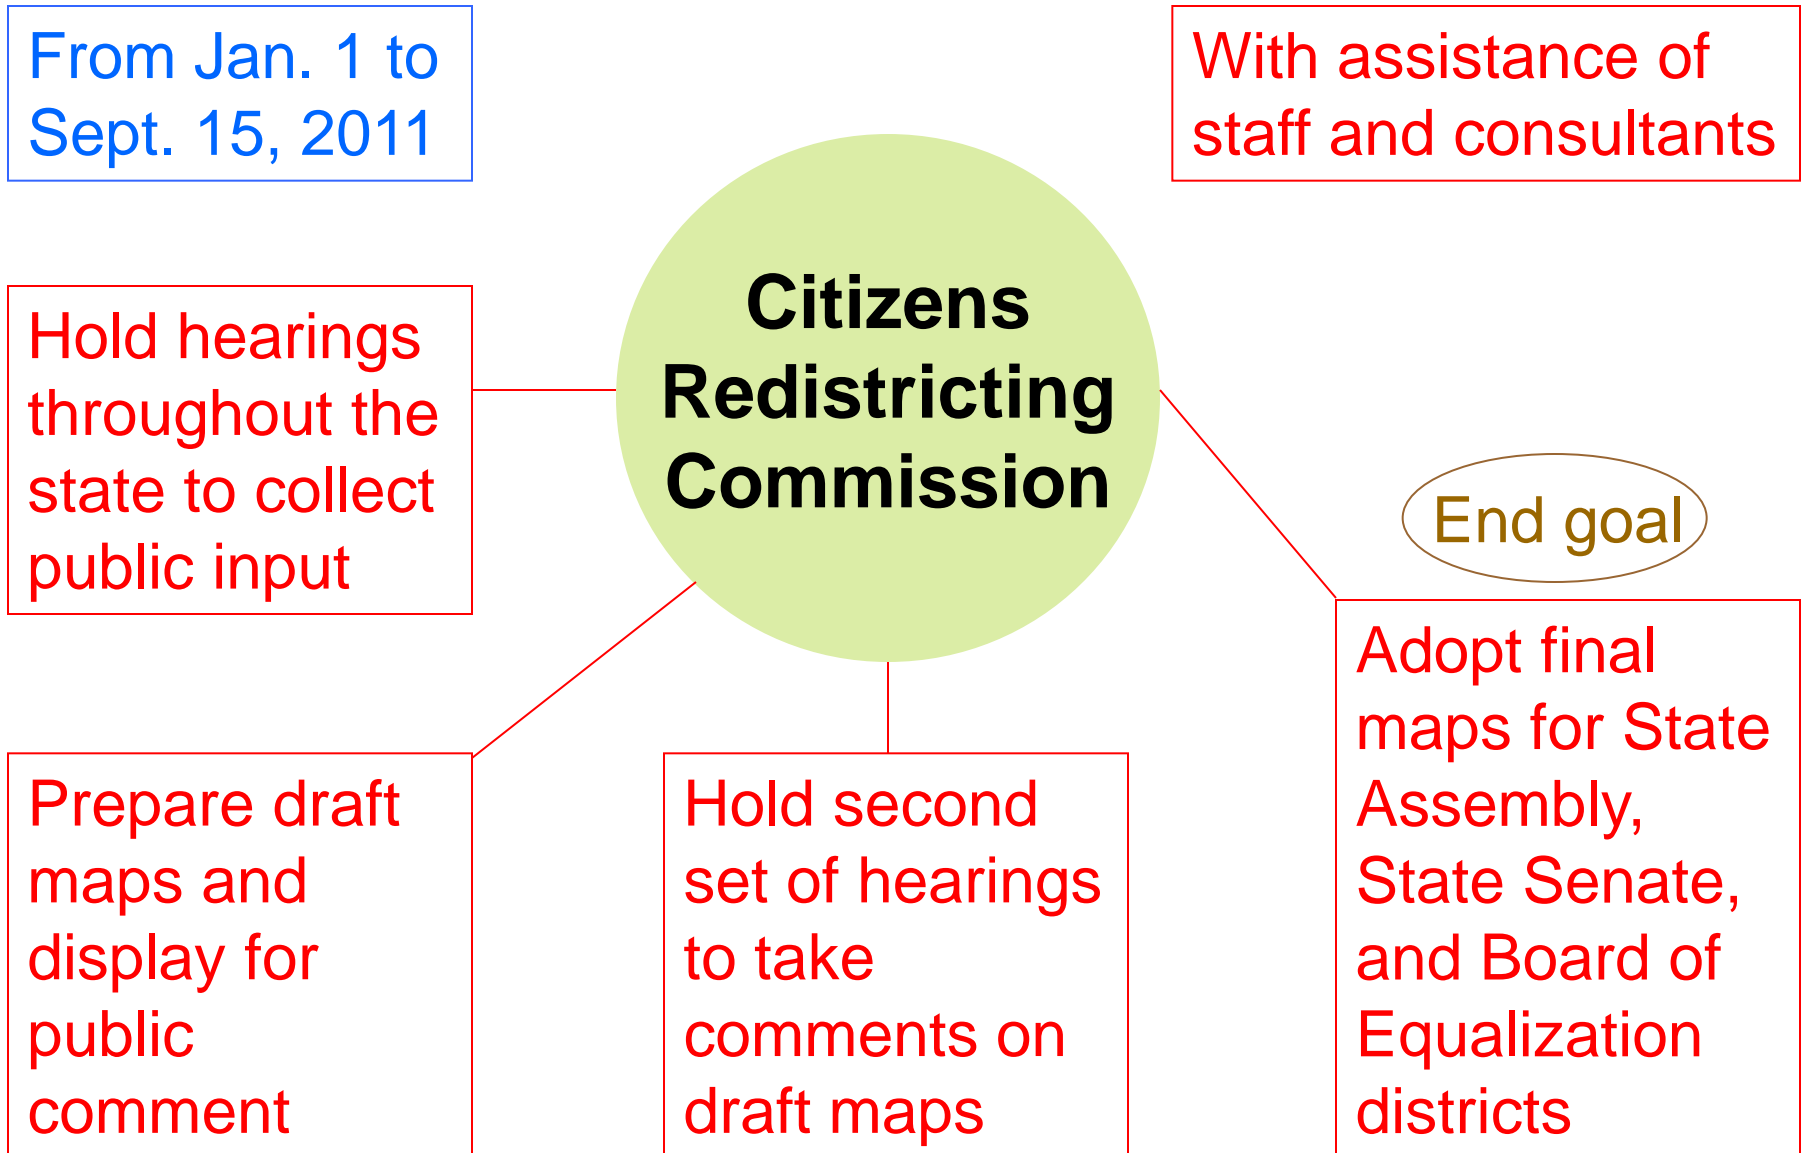 From Jan. 1 to
Sept. 15, 2011
With assistance of
staff and consultants
Citizens
Redistricting
Commission
Hold hearings
throughout the
state to collect
public input
Prepare draft
maps and
display for
public
comment
Hold second
set of hearings
to take
comments on
draft maps
End goal
Adopt final
maps for State
Assembly,
State Senate,
and Board of
Equalization
districts